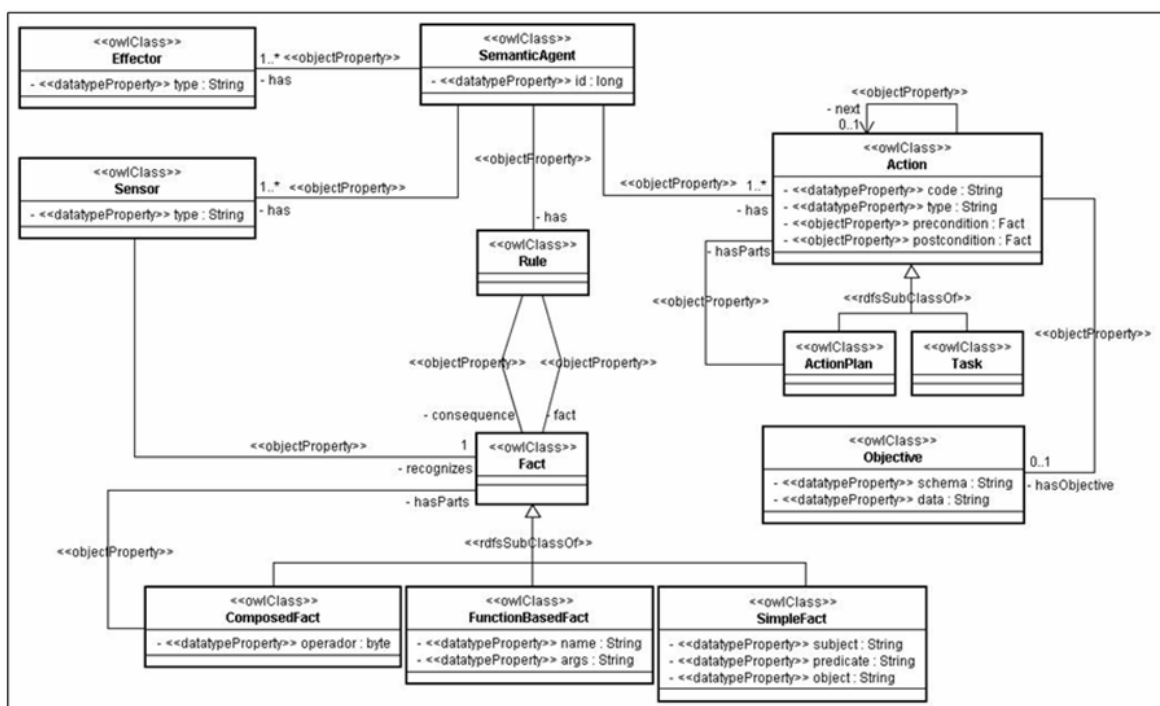 <<owlClass>>
Effector
- <<datatypeProperty>> type : String
1..* <<objectProperty>>
- has
<<owlClass>>
SemanticAgent
- <<datatypeProperty>> id : long
<<objectProperty>>
- next
0..1
<<owlClass>>
Action
- <<datatypeProperty>> code : String
- <<datatypeProperty>> type : String
- <<objectProperty>> precondition : Fact
- <<objectProperty>> postcondition : Fact
<<owlClass>>
Sensor
- <<datatypeProperty>> type : String
1..* <<objectProperty>>
- has
<<objectProperty>>
- has
<<objectProperty>> 1..*
- has
<<owlClass>>
Rule
- hasParts
<<objectProperty>>
<<rdfsSubClassOf>>
<<objectProperty>>
<<owlClass>>
ActionPlan
<<owlClass>>
Task
<<objectProperty>>
<<objectProperty>>
- consequence
- fact
<<objectProperty>>
1
- recognizes
<<owlClass>>
Fact
- hasParts
<<owlClass>>
Objective
- <<datatypeProperty>> schema : String
- <<datatypeProperty>> data : String
0..1
- hasObjective
<<objectProperty>>
<<rdfsSubClassOf>>
<<owlClass>>
ComposedFact
- <<datatypeProperty>> operador : byte
<<owlClass>>
FunctionBasedFact
- <<datatypeProperty>> name : String
- <<datatypeProperty>> args : String
<<owlClass>>
SimpleFact
- <<datatypeProperty>> subject : String
- <<datatypeProperty>> predicate : String
- <<datatypeProperty>> object : String